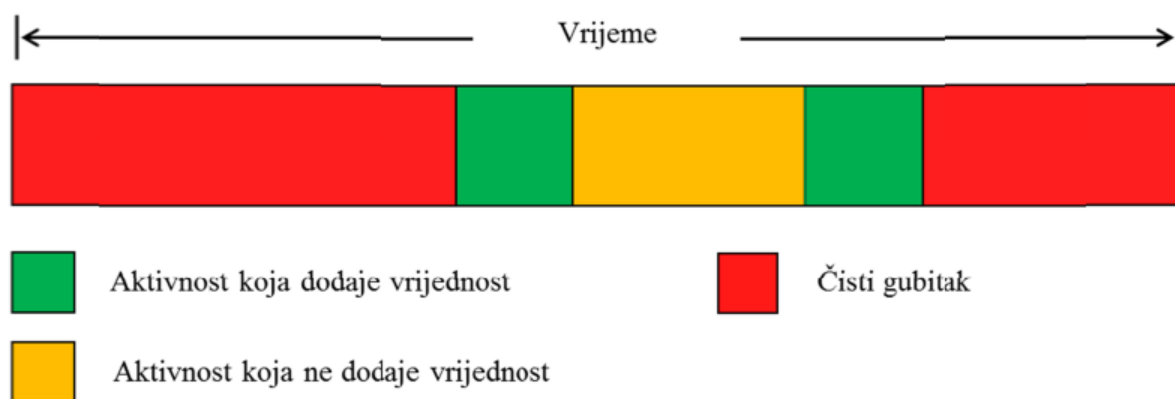 Vrijeme
Aktivnost koja dodaje vrijednost
Čisti gubitak
Aktivnost koja ne dodaje vrijednost